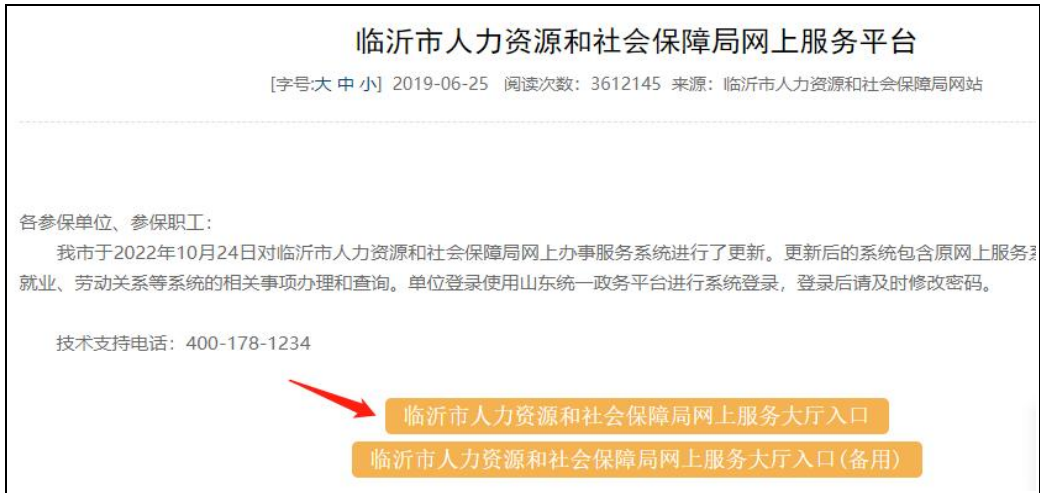 临沂市人力资源和社会保障局网上服务平台
[字号:大 中 小] 2019-06-25 阅读次数：3612145 来源：临沂市人力资源和社会保障局网站
各参保单位、参保职工：
我市于2022年10月24日对临沂市人力资源和社会保障局网上办事服务系统进行了更新。更新后的系统包含原网上服务
就业、劳动关系等系统的相关事项办理和查询。单位登录使用山东统一政务平台进行系统登录，登录后请及时修改密码。
技术支持电话：400-178-1234
临沂市人力资源和社会保障局网上服务大厅入口
临沂市人力资源和社会保障局网上服务大厅入口(备用)